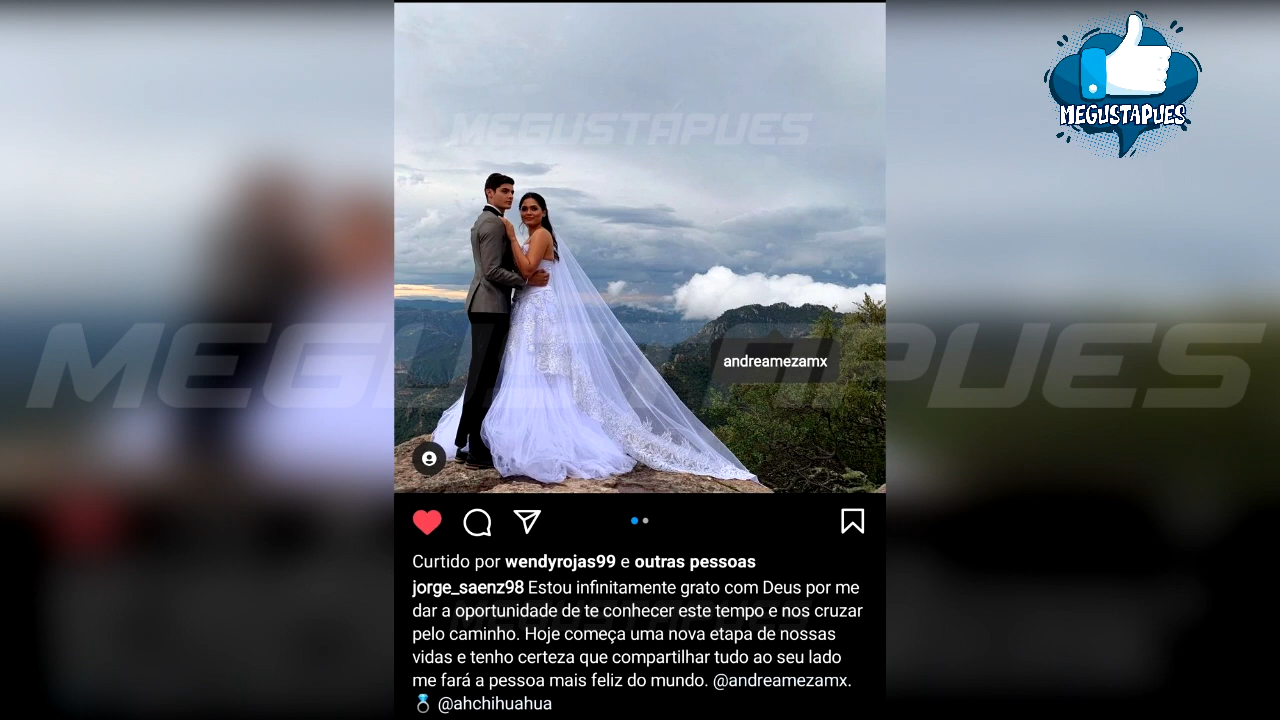 MEGUSTAPUES
MEGUSTAPUES
MEGUSTAPUES
andreamezamx
Curtido por wendyrojas99 e outras pessoas
jorge_saenz98 Estou infinitamente grato com Deus por me
dar a oportunidade de te conhecer este tempo e nos cruzar
pelo caminho. Hoje começa uma nova etapa de nossas
vidas e tenho certeza que compartilhar tudo ao seu lado
me fará a pessoa mais feliz do mundo. @andreamezamx.
💍 @ahchihuahua